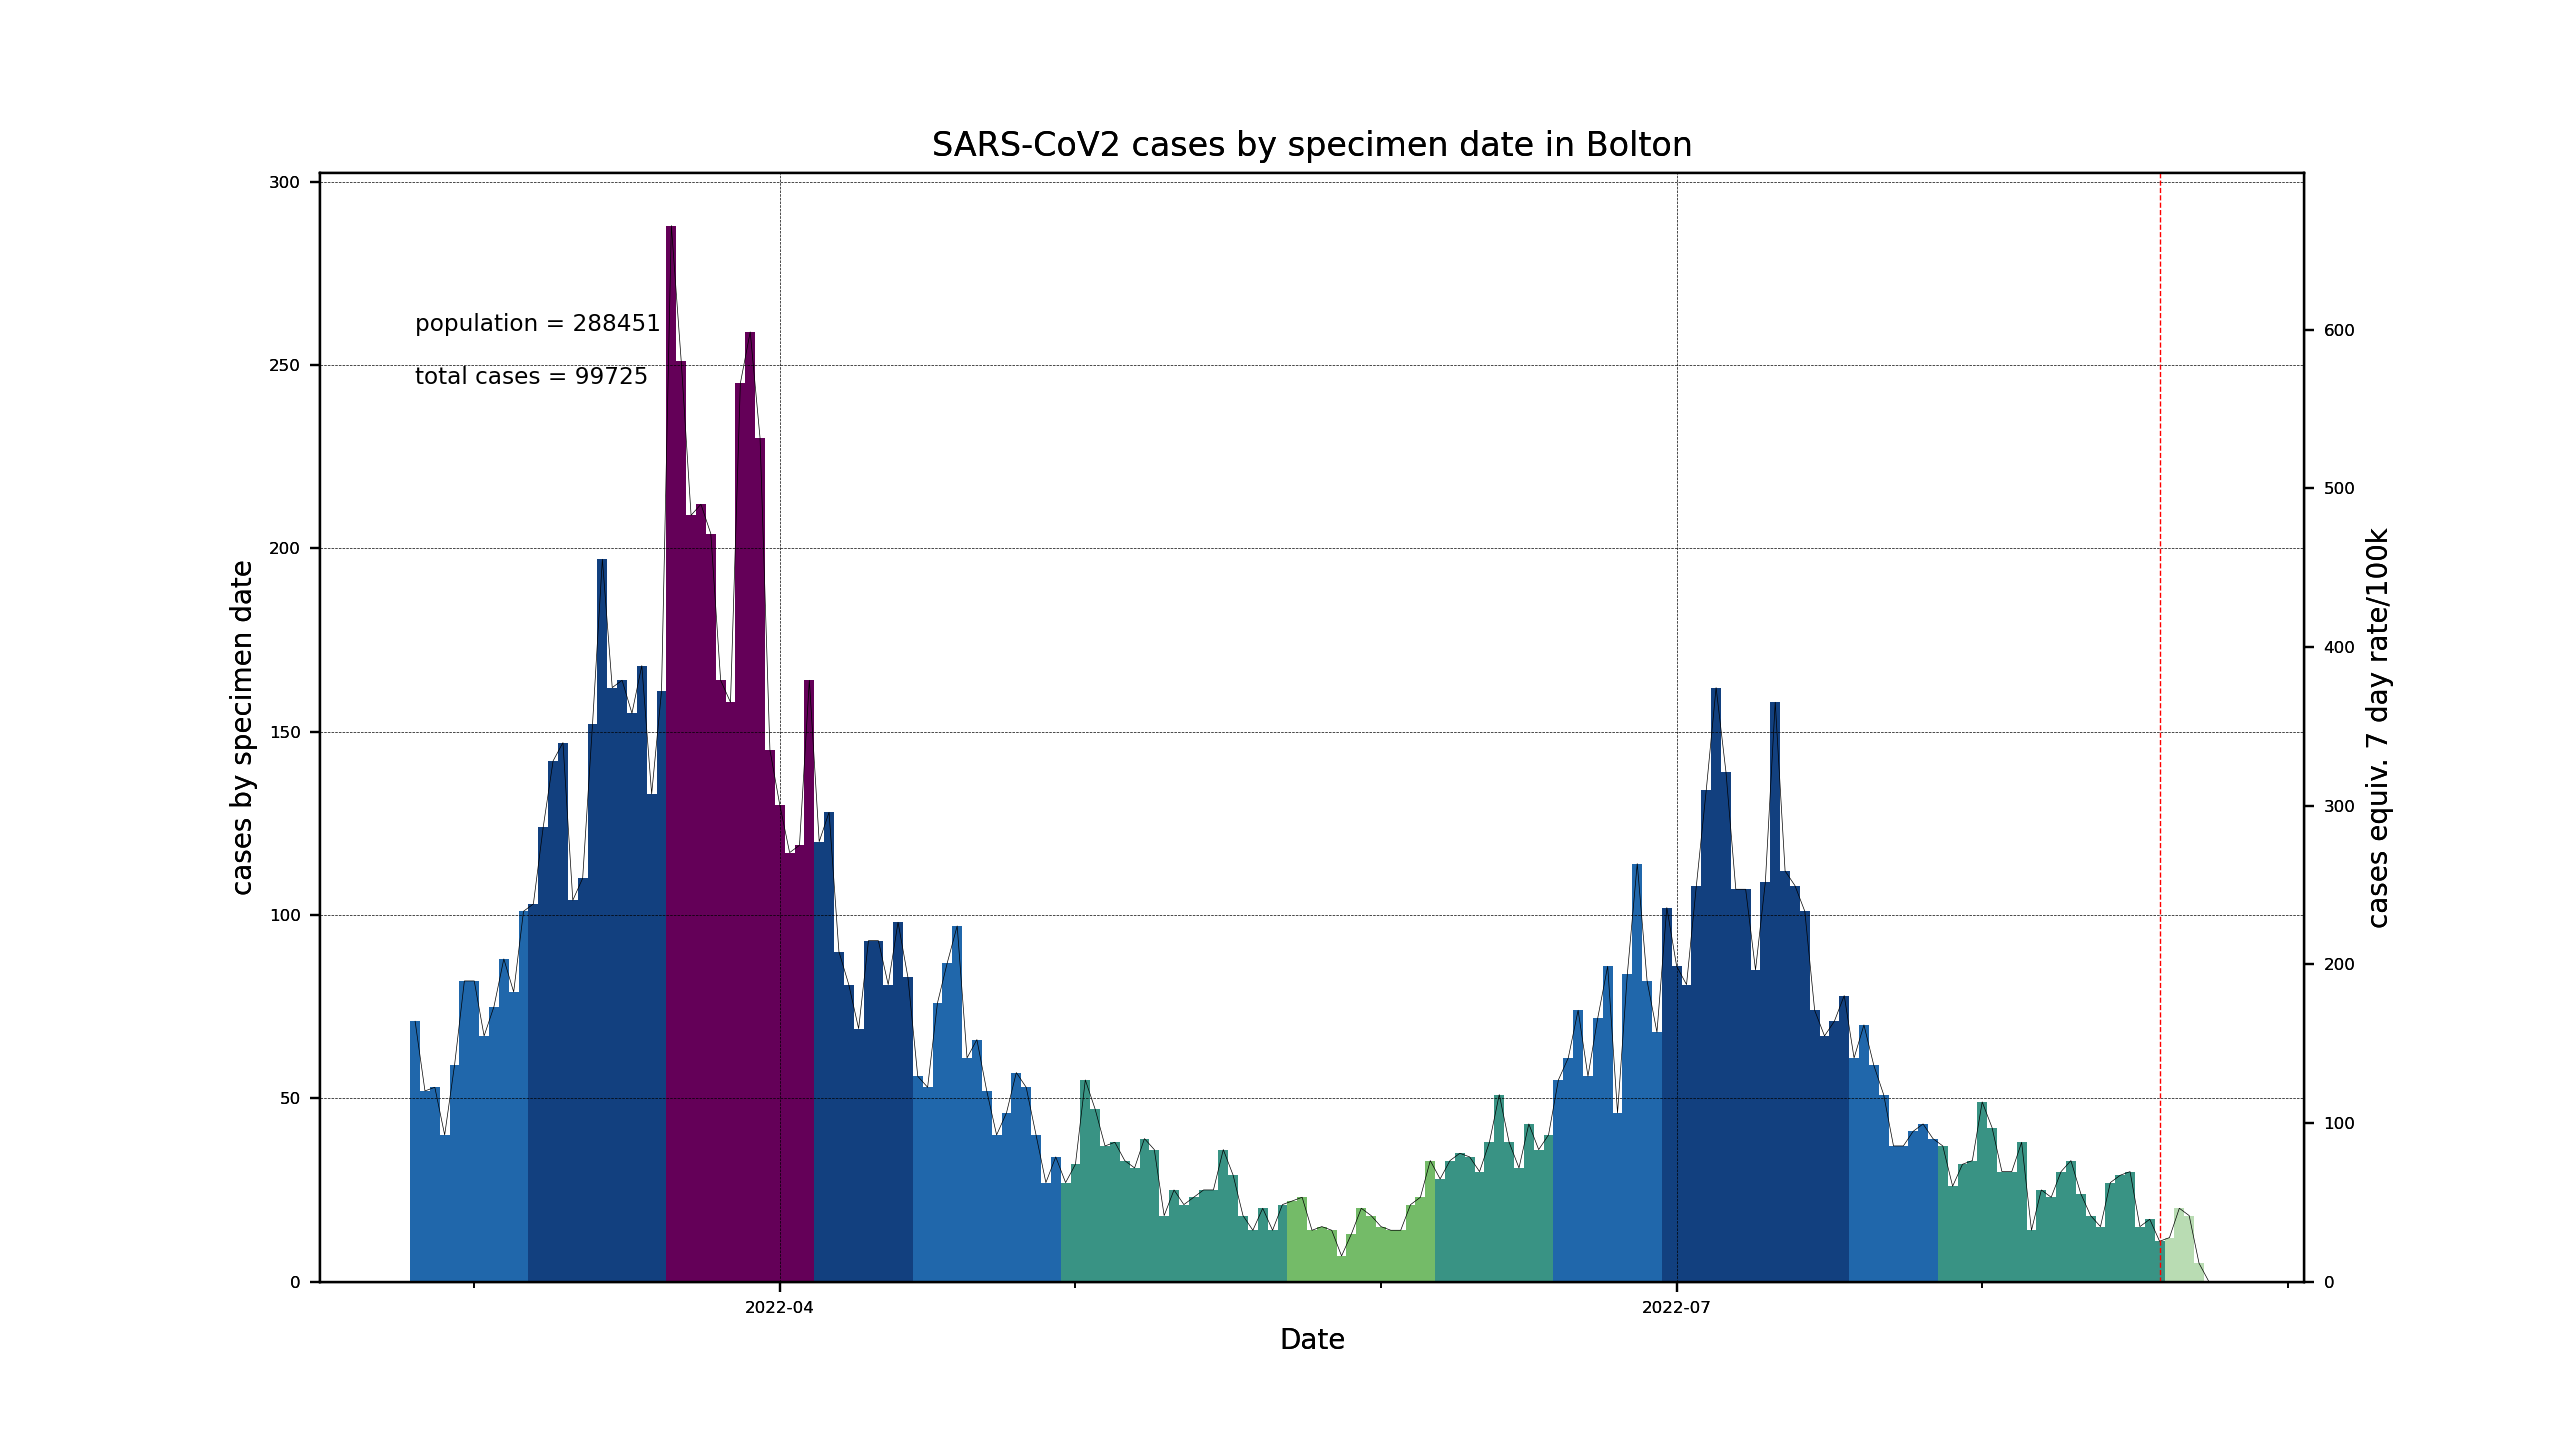 SARS-CoV2 cases by specimen date in Bolton
300
250
200
150
100
50
0
cases by specimen date
population = 288451
total cases = 99725
600
500
400
300
200
100
0
cases equiv. 7 day rate/100k
2022-04
2022-07
Date